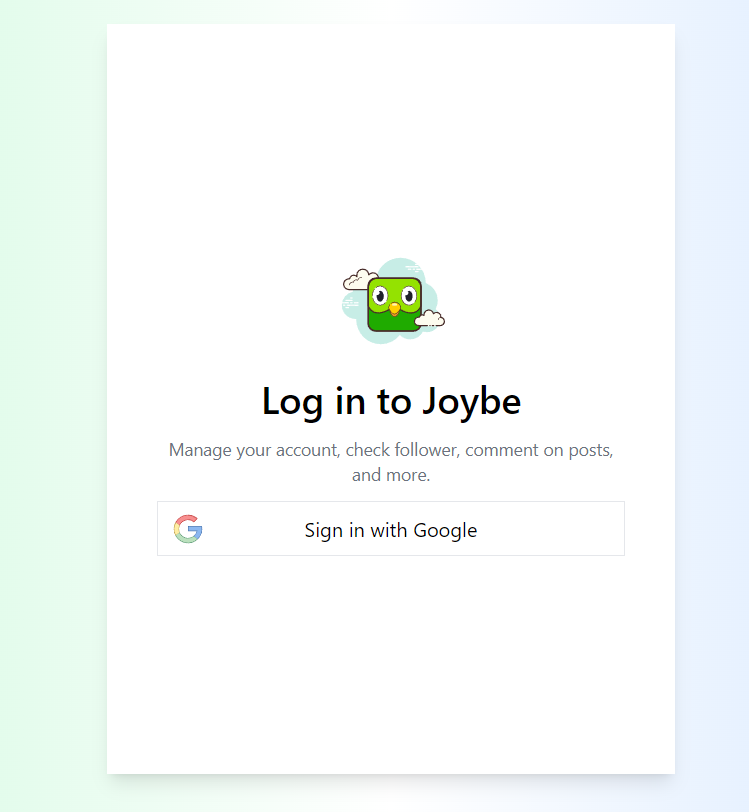 Log in to Joybe
Manage your account, check follower, comment on posts,
and more.
Sign in with Google